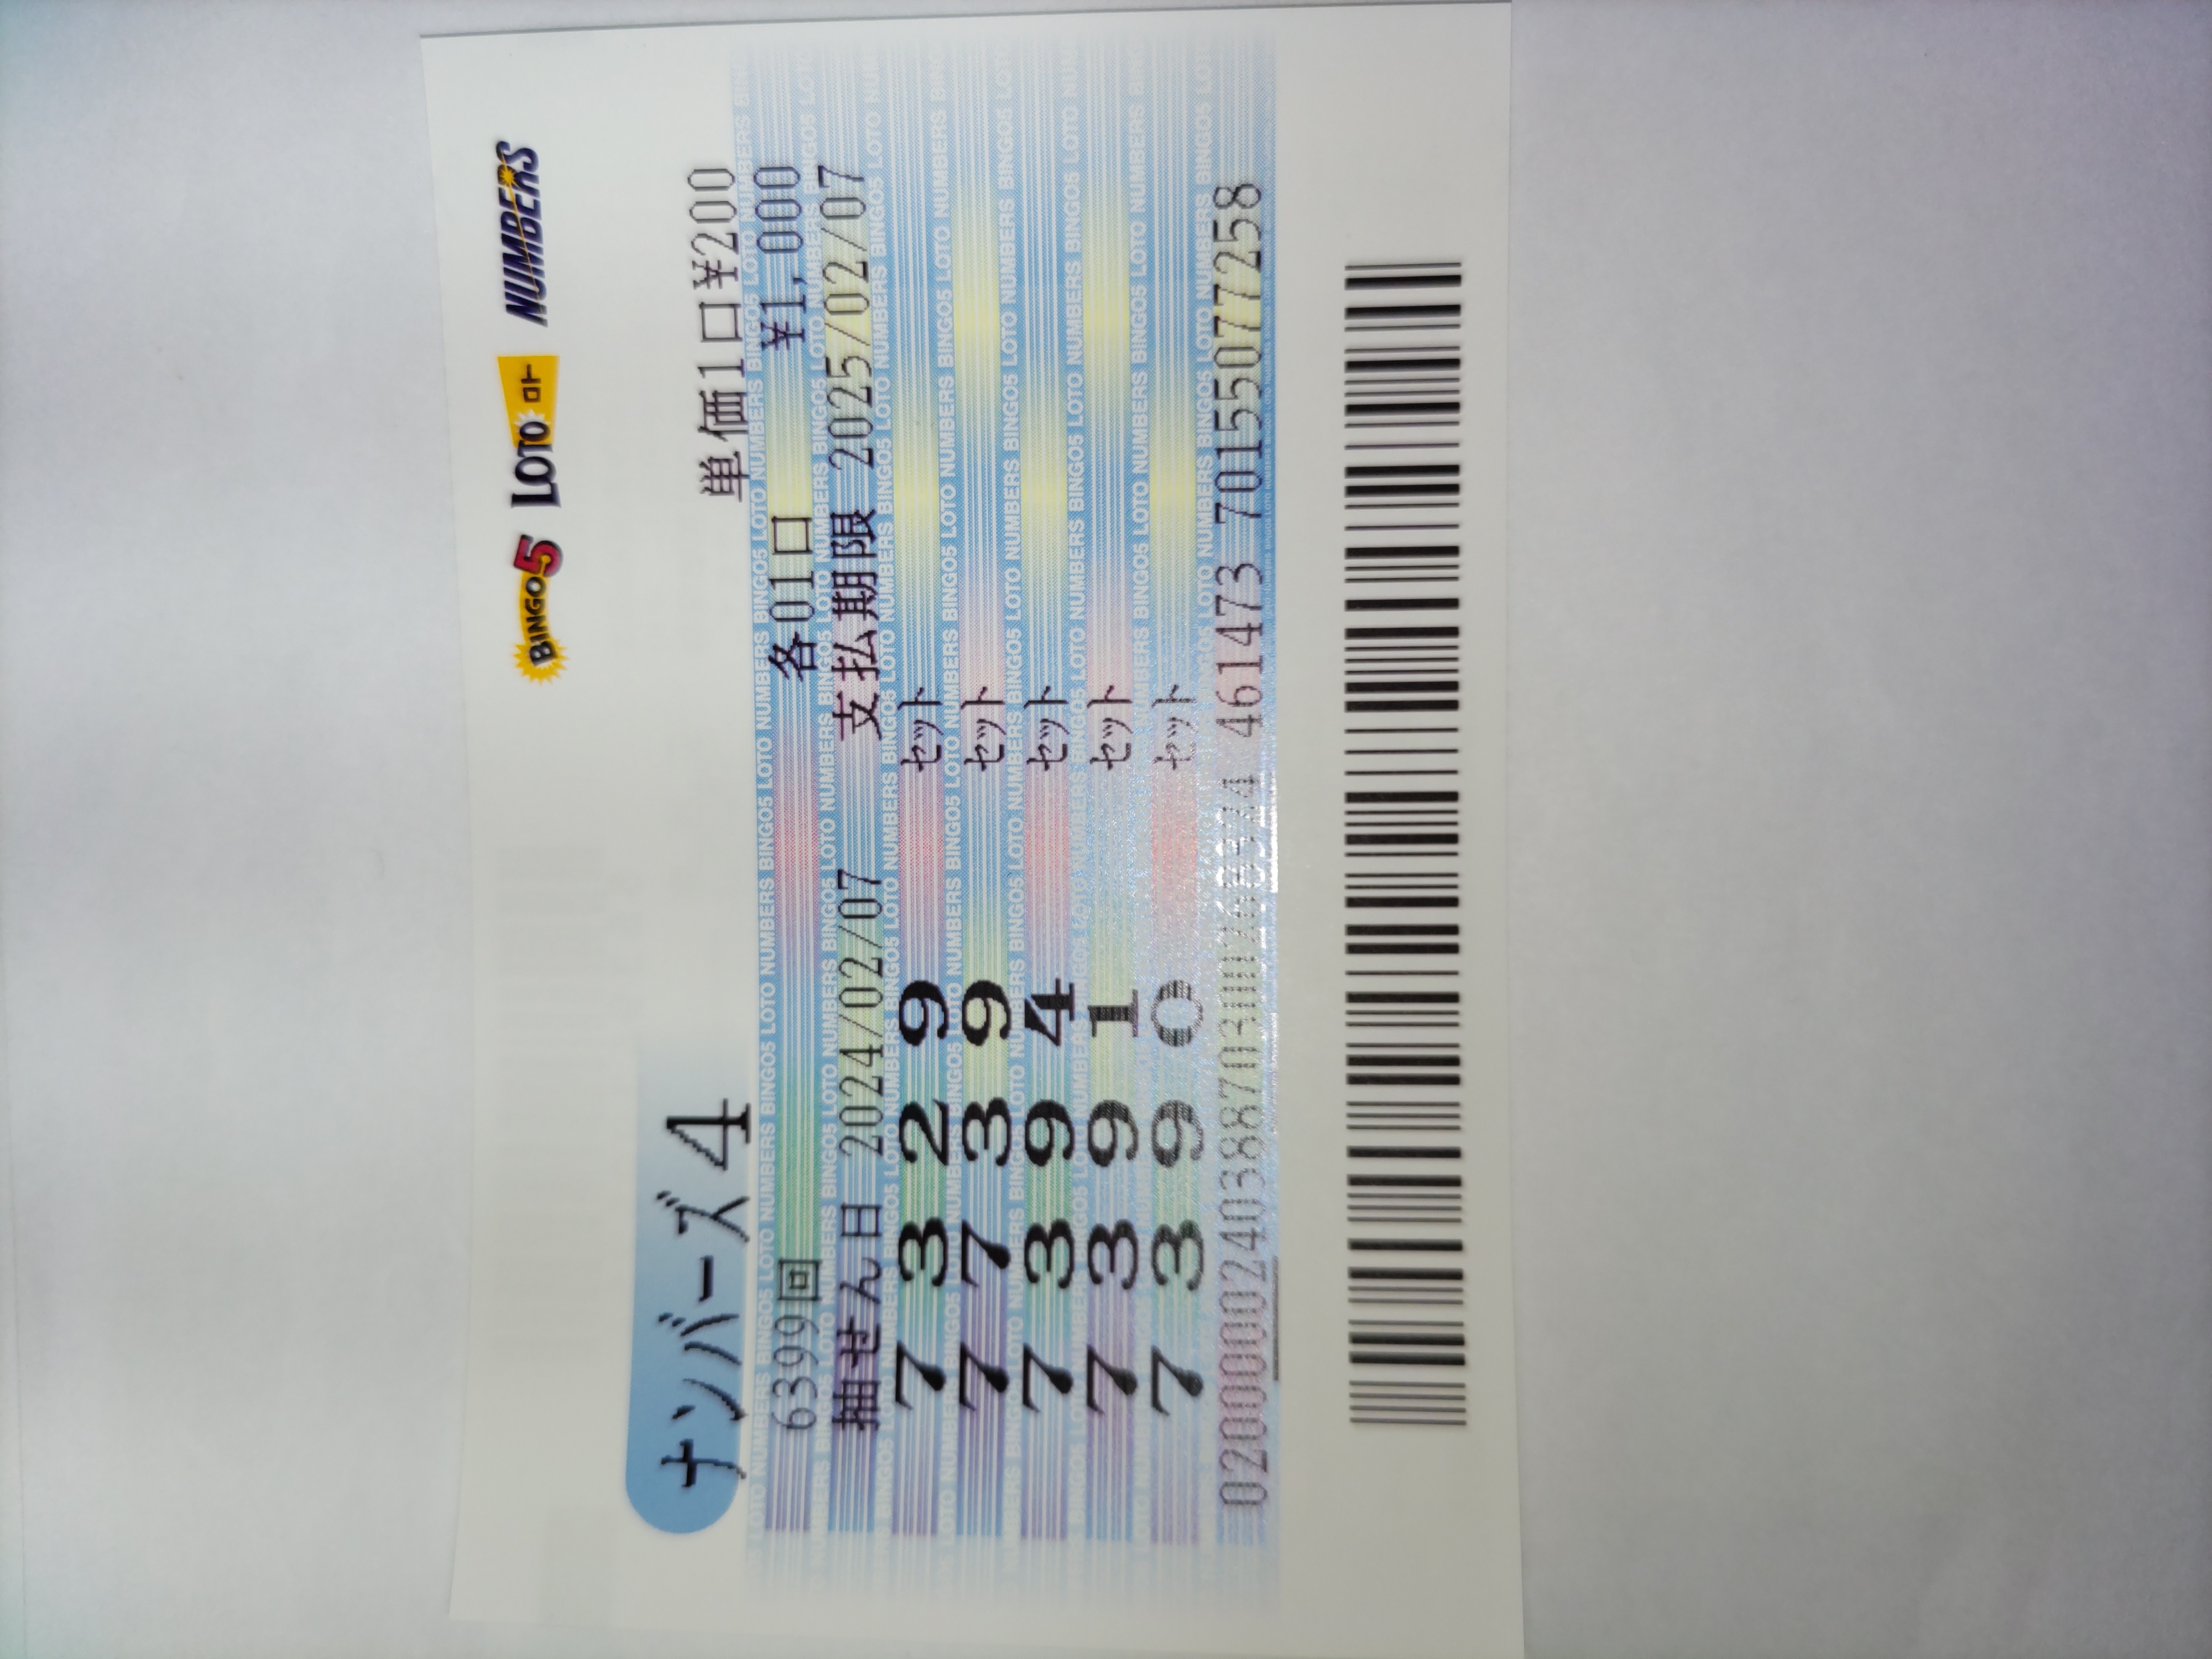 BINGO5 LOTO ロト NUMBERS
ナンバーズ4
単価1口¥200
6399回 各01口 ¥1,000
抽せん日 2024/02/07 支払期限 2025/02/07
7 3 2 9 セット
7 7 3 9 セット
7 3 9 4 セット
7 3 9 1 セット
7 3 9 0 セット
461473 7015507​7258